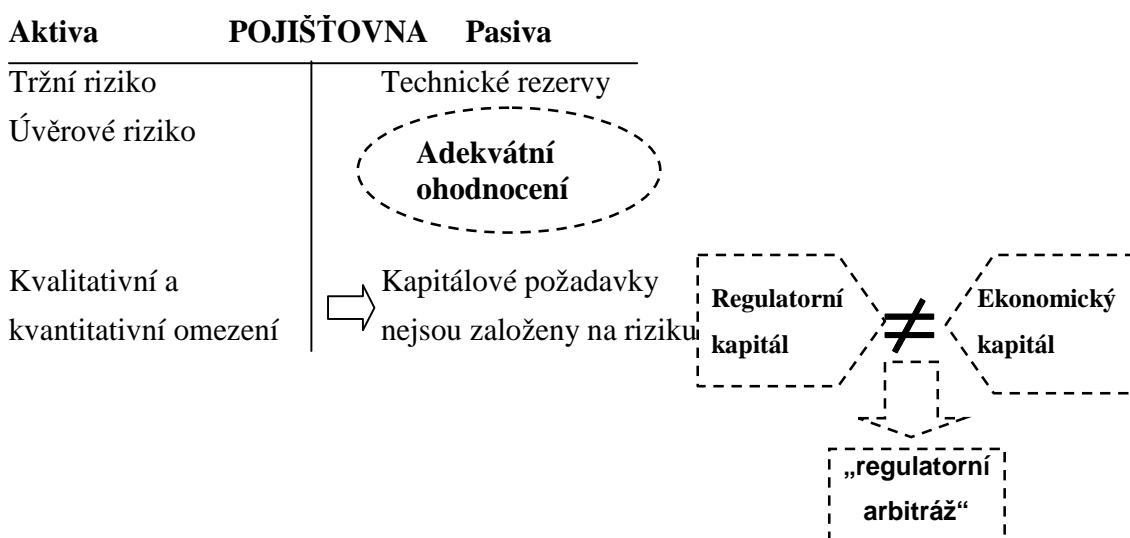 Aktiva POJIŠŤOVNA Pasiva
Tržní riziko Technické rezervy
Úvěrové riziko
Adekvátní
ohodnocení
Kvalitativní a Kapitálové požadavky
kvantitativní omezení nejsou založeny na riziku
Regulatorní
kapitál
≠
Ekonomický
kapitál
„regulatorní
arbitráž“